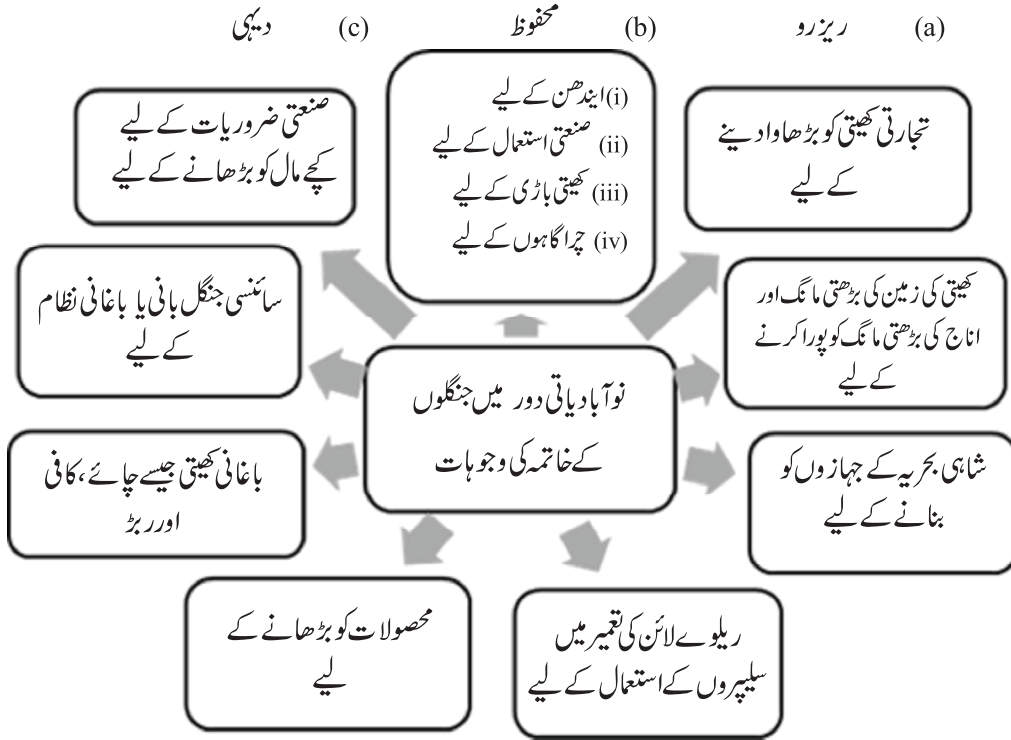 (a) ریزرو (b) محفوظ (c) دیہی
(i) ایندھن کے لیے
(ii) صنعتی استعمال کے لیے
(iii) کھیتی باڑی کے لیے
(iv) چراگاہوں کے لیے
تجارتی کھیتی کو بڑھاوا دینے
کے لیے
صنعتی ضروریات کے لیے
کچے مال کو بڑھانے کے لیے
کھیتی کی زمین کی بڑھتی مانگ اور
اناج کی بڑھتی مانگ کو پورا کرنے
کے لیے
سائنسی جنگل بانی یا باغانی نظام
کے لیے
نوآبادیاتی دور میں جنگلوں
کے خاتمہ کی وجوہات
شاہی بحریہ کے جہازوں کو
بنانے کے لیے
باغانی کھیتی جیسے چائے، کافی
اور ربڑ
ریلوے لائن کی تعمیر میں
سلیپروں کے استعمال کے لیے
محصولات کو بڑھانے کے
لیے